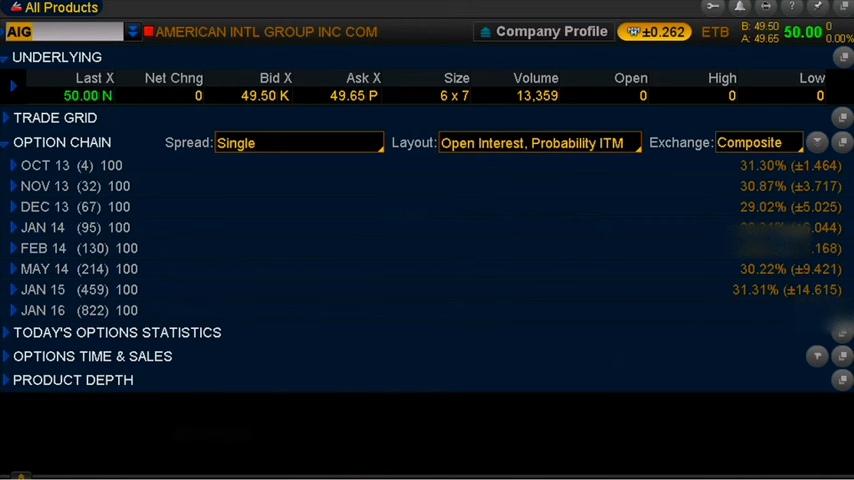 All Products
AIG AMERICAN INTL GROUP INC COM Company Profile ±0.262 ETB B: 49.50 A: 49.65 50.00 0 0.00%
UNDERLYING
Last X Net Chng Bid X Ask X Size Volume Open High Low
50.00 N 0 49.50 K 49.65 P 6 x 7 13,359 0 0 0
TRADE GRID
OPTION CHAIN Spread: Single Layout: Open Interest, Probability ITM Exchange: Composite
OCT 13 (4) 100 31.30% (±1.464)
NOV 13 (32) 100 30.87% (±3.717)
DEC 13 (67) 100 29.02% (±5.025)
JAN 14 (95) 100
FEB 14 (130) 100
MAY 14 (214) 100 30.22% (±9.421)
JAN 15 (459) 100 31.31% (±14.615)
JAN 16 (822) 100
TODAY'S OPTIONS STATISTICS
OPTIONS TIME & SALES
PRODUCT DEPTH